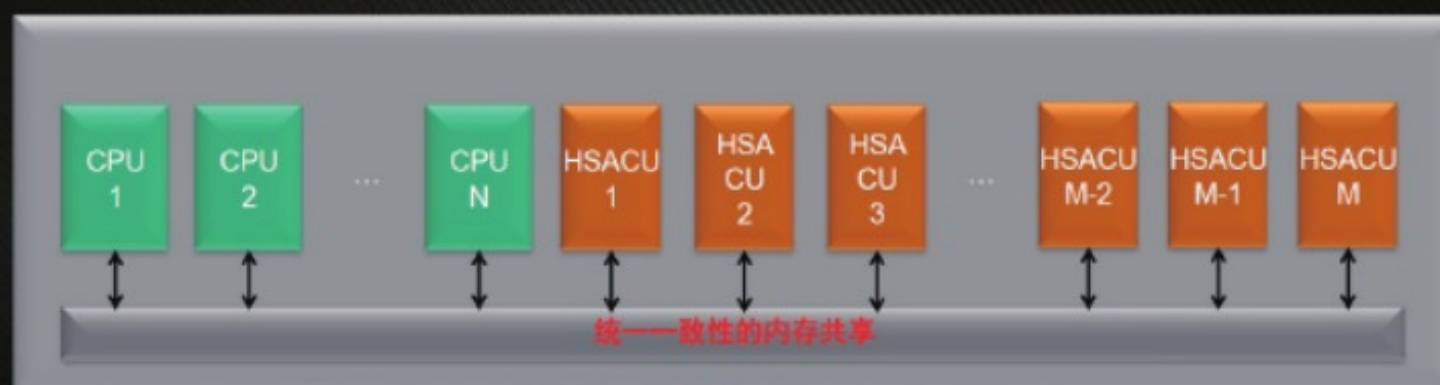 CPU
1
CPU
2
...
CPU
N
HSACU
1
HSA
CU
2
HSA
CU
3
...
HSACU
M-2
HSACU
M-1
HSACU
M
统一一致性的内存共享